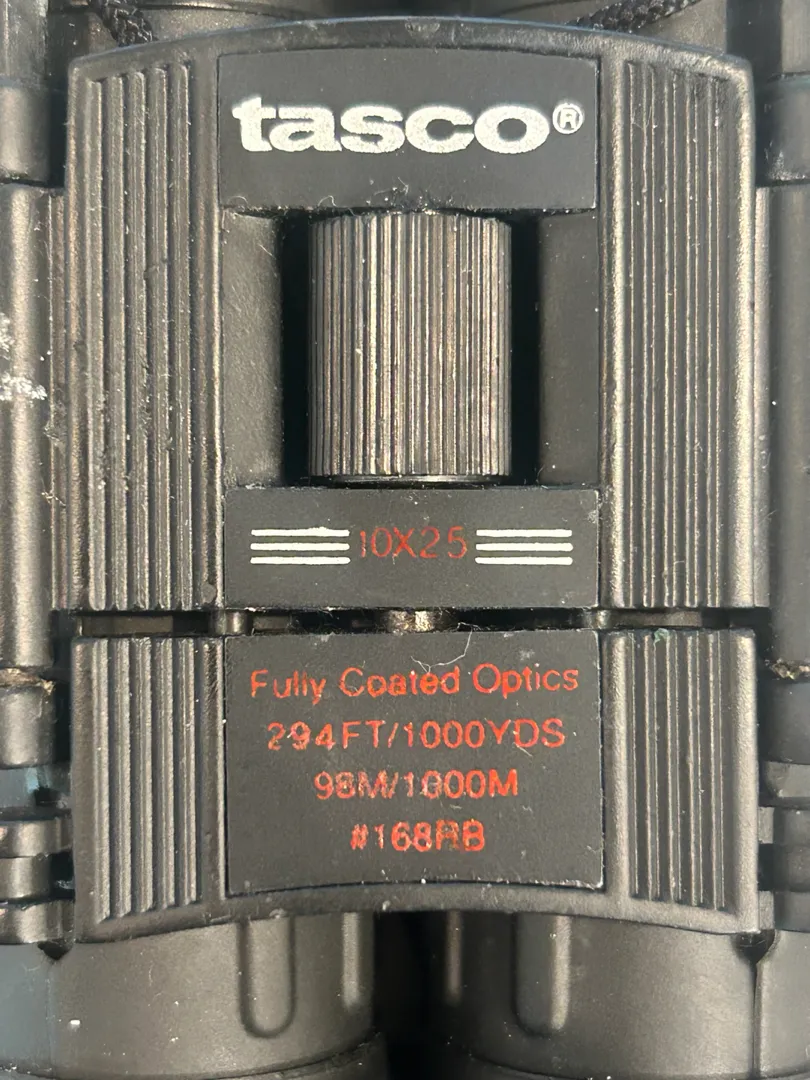 tasco®
10X25
Fully Coated Optics
294FT/1000YDS
98M/1000M
#168RB